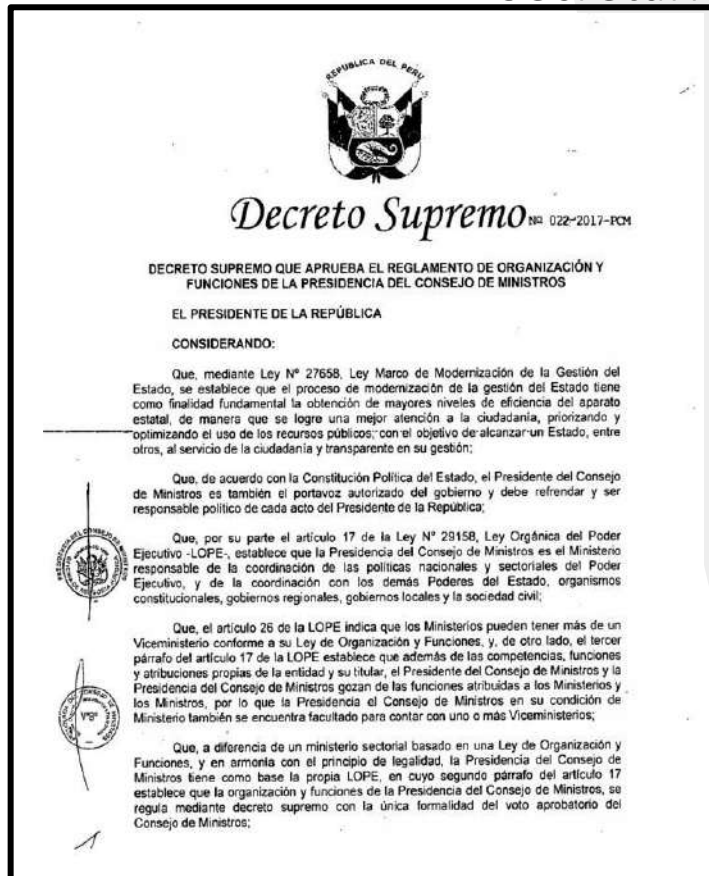 REPUBLICA DEL PERU
Decreto Supremo Nº 022-2017-PCM
DECRETO SUPREMO QUE APRUEBA EL REGLAMENTO DE ORGANIZACIÓN Y
FUNCIONES DE LA PRESIDENCIA DEL CONSEJO DE MINISTROS
EL PRESIDENTE DE LA REPÚBLICA
CONSIDERANDO:
Que, mediante Ley Nº 27658, Ley Marco de Modernización de la Gestión del
Estado, se establece que el proceso de modernización de la gestión del Estado tiene
como finalidad fundamental la obtención de mayores niveles de eficiencia del aparato
estatal, de manera que se logre una mejor atención a la ciudadanía, priorizando y
optimizando el uso de los recursos públicos, con el objetivo de alcanzar un Estado, entre
otros, al servicio de la ciudadanía y transparente en su gestión;
Que, de acuerdo con la Constitución Política del Estado, el Presidente del Consejo
de Ministros es también el portavoz autorizado del gobierno y debe refrendar y ser
responsable político de cada acto del Presidente de la República;
Que, por su parte el artículo 17 de la Ley N° 29158, Ley Orgánica del Poder
Ejecutivo -LOPE-, establece que la Presidencia del Consejo de Ministros es el Ministerio
responsable de la coordinación de las políticas nacionales y sectoriales del Poder
Ejecutivo, y de la coordinación con los demás Poderes del Estado, organismos
constitucionales, gobiernos regionales, gobiernos locales y la sociedad civil;
Que, el artículo 26 de la LOPE indica que los Ministerios pueden tener más de un
Viceministerio conforme a su Ley de Organización y Funciones, y, de otro lado, el tercer
párrafo del artículo 17 de la LOPE establece que además de las competencias, funciones
y atribuciones propias de la entidad y su titular, el Presidente del Consejo de Ministros y la
Presidencia del Consejo de Ministros gozan de las funciones atribuidas a los Ministerios y
los Ministros, por lo que la Presidencia el Consejo de Ministros en su condición de
Ministerio también se encuentra facultado para contar con uno o más Viceministerios;
VºBº
Que, a diferencia de un ministerio sectorial basado en una Ley de Organización y
Funciones, y en armonía con el principio de legalidad, la Presidencia del Consejo de
Ministros tiene como base la propia LOPE, en cuyo segundo párrafo del artículo 17
establece que la organización y funciones de la Presidencia del Consejo de Ministros, se
regula mediante decreto supremo con la única formalidad del voto aprobatorio del
Consejo de Ministros;
1